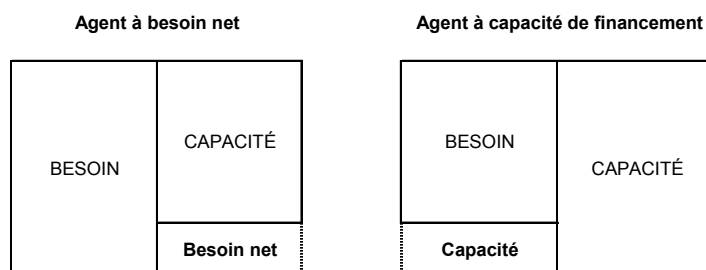 Agent à besoin net
Agent à capacité de financement
BESOIN
CAPACITÉ
Besoin net
BESOIN
CAPACITÉ
Capacité